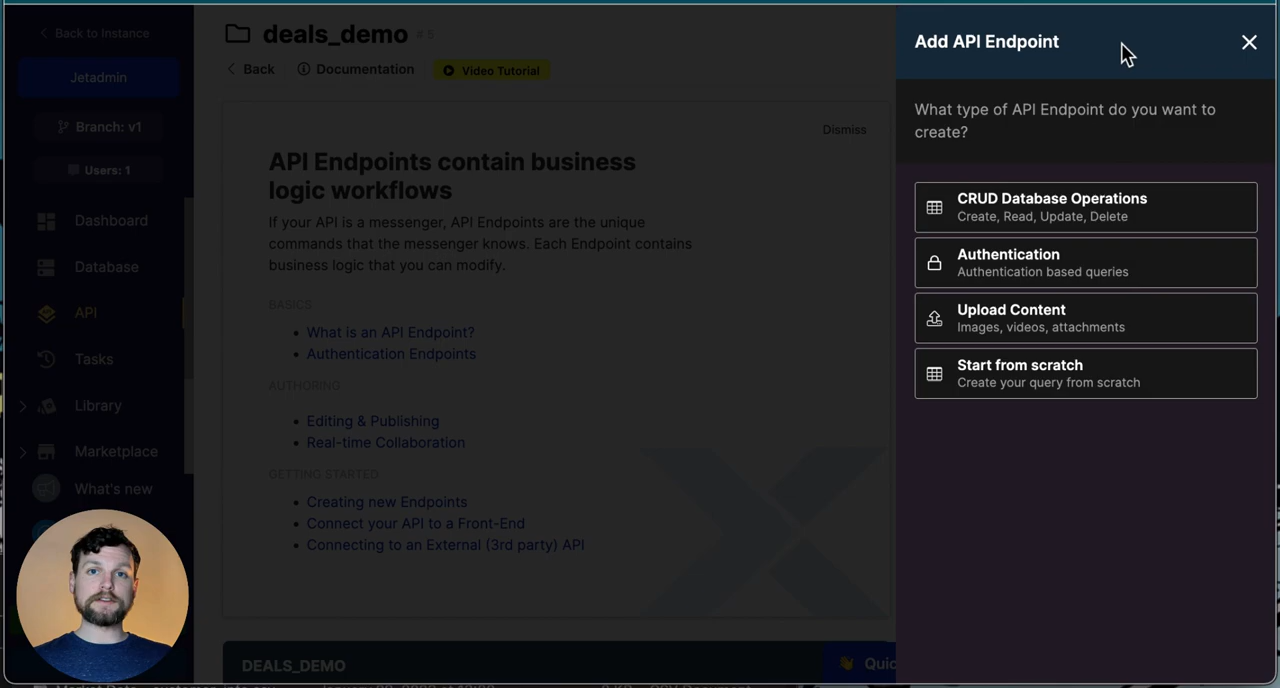 Back to Instance
Jetadmin
Branch: v1
Users: 1
Dashboard
Database
API
Tasks
Library
Marketplace
What's new
deals_demo # 5
Back
Documentation
Video Tutorial
Dismiss
API Endpoints contain business
logic workflows
If your API is a messenger, API Endpoints are the unique
commands that the messenger knows. Each Endpoint contains
business logic that you can modify.
BASICS
• What is an API Endpoint?
• Authentication Endpoints
AUTHORING
• Editing & Publishing
• Real-time Collaboration
GETTING STARTED
• Creating new Endpoints
• Connect your API to a Front-End
• Connecting to an External (3rd party) API
DEALS_DEMO
Quic
Add API Endpoint
What type of API Endpoint do you want to
create?
CRUD Database Operations
Create, Read, Update, Delete
Authentication
Authentication based queries
Upload Content
Images, videos, attachments
Start from scratch
Create your query from scratch